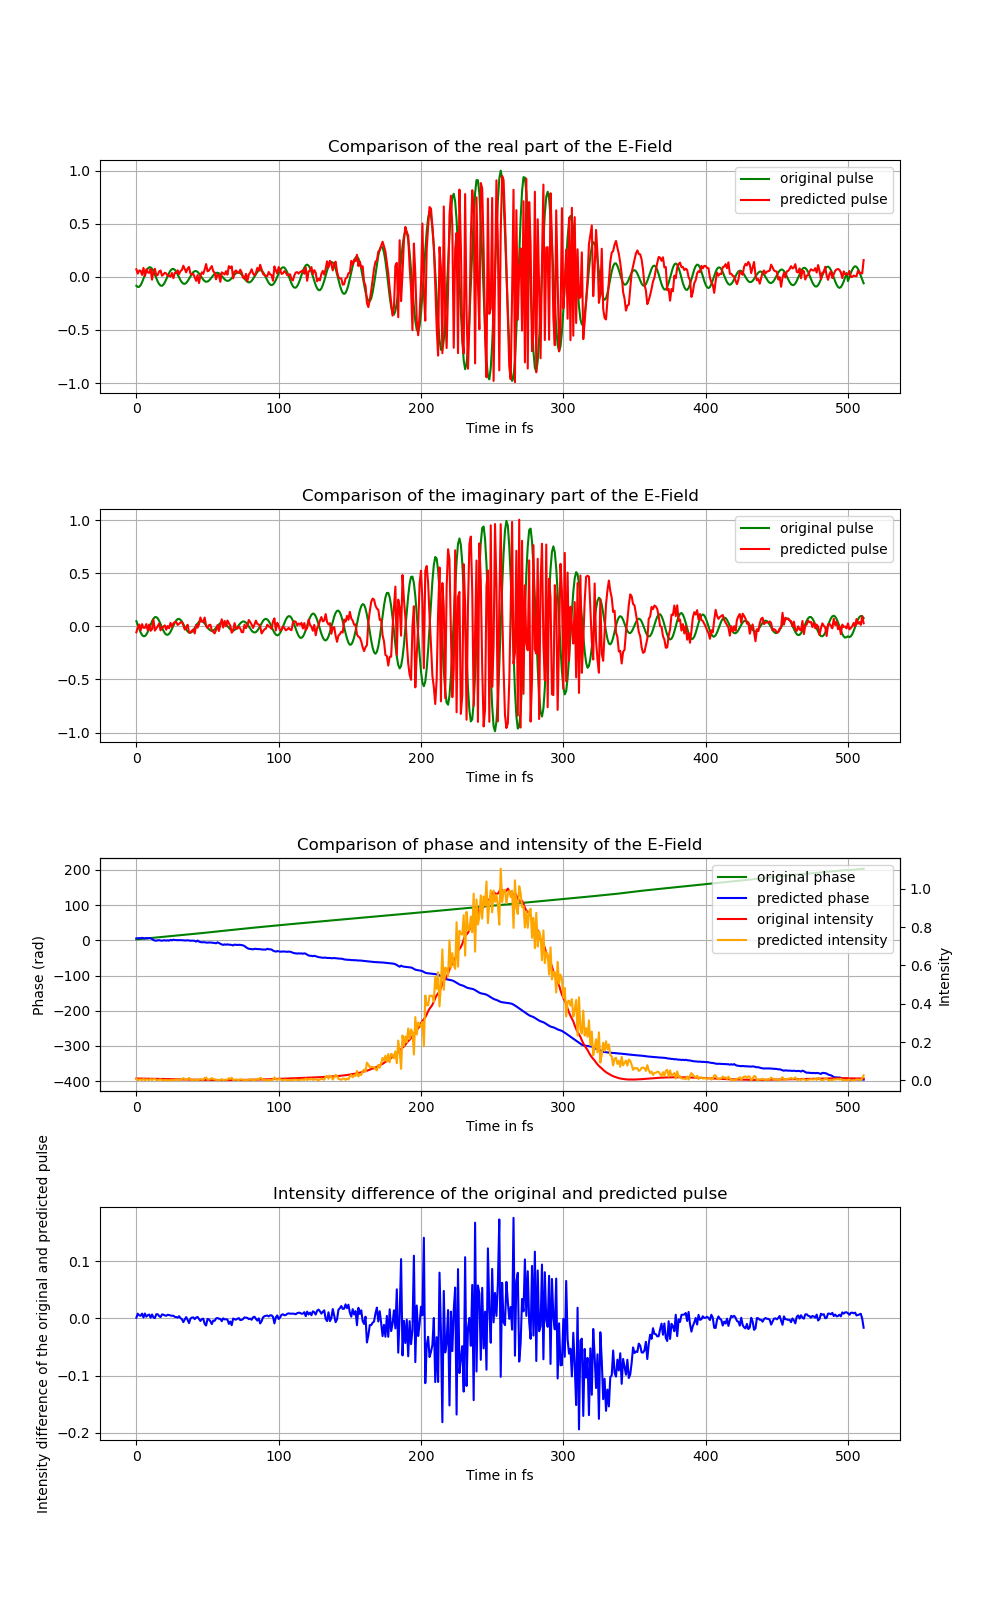 Comparison of the real part of the E-Field
1.0
0.5
0.0
−0.5
−1.0
original pulse
predicted pulse
0 100 200 300 400 500
Time in fs
Comparison of the imaginary part of the E-Field
1.0
0.5
0.0
−0.5
−1.0
original pulse
predicted pulse
0 100 200 300 400 500
Time in fs
Comparison of phase and intensity of the E-Field
Phase (rad)
200
100
0
−100
−200
−300
−400
original phase
predicted phase
original intensity
predicted intensity
1.0
0.8
0.6
0.4
0.2
0.0
Intensity
0 100 200 300 400 500
Time in fs
Intensity difference of the original and predicted pulse
Intensity difference of the original and predicted pulse
0.1
0.0
−0.1
−0.2
0 100 200 300 400 500
Time in fs